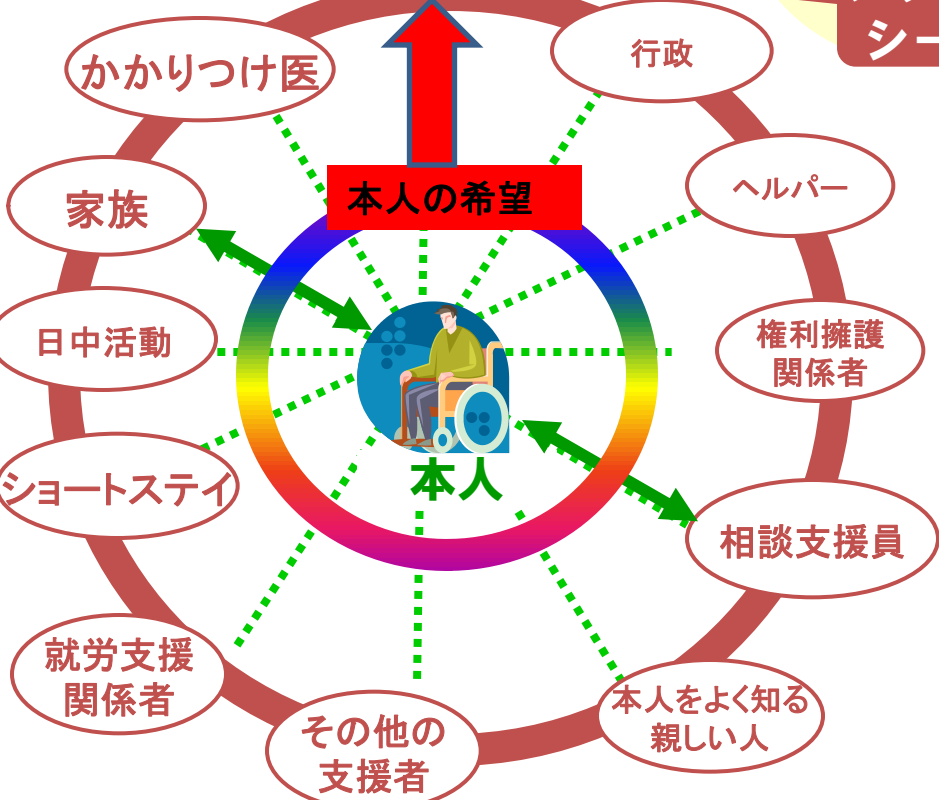 シー
かかりつけ医
行政
本人の希望
家族
ヘルパー
日中活動
権利擁護
関係者
本人
ショートステイ
相談支援員
就労支援
関係者
本人をよく知る
親しい人
その他の
支援者